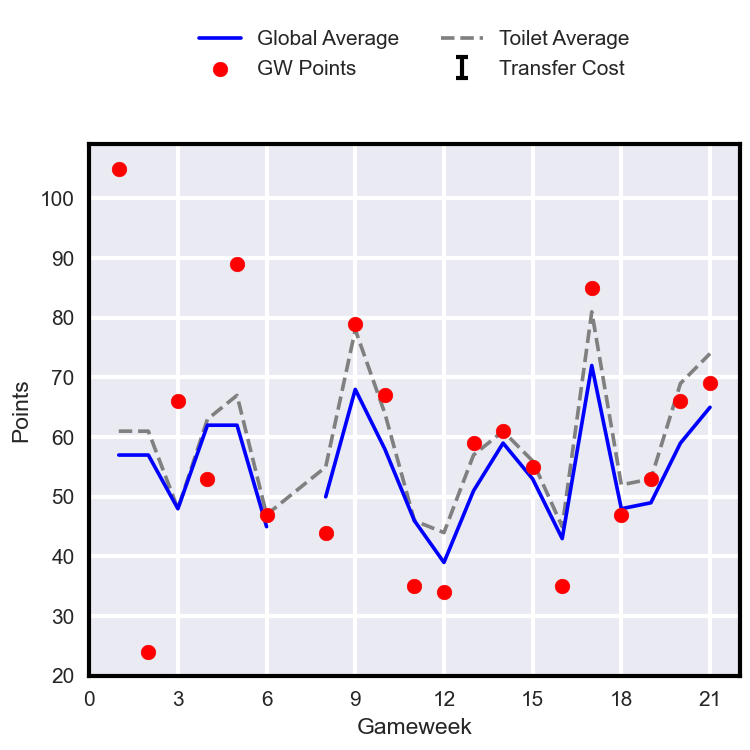 Global Average
Toilet Average
GW Points
Transfer Cost
100
90
80
70
60
50
40
30
20
Points
0 3 6 9 12 15 18 21
Gameweek